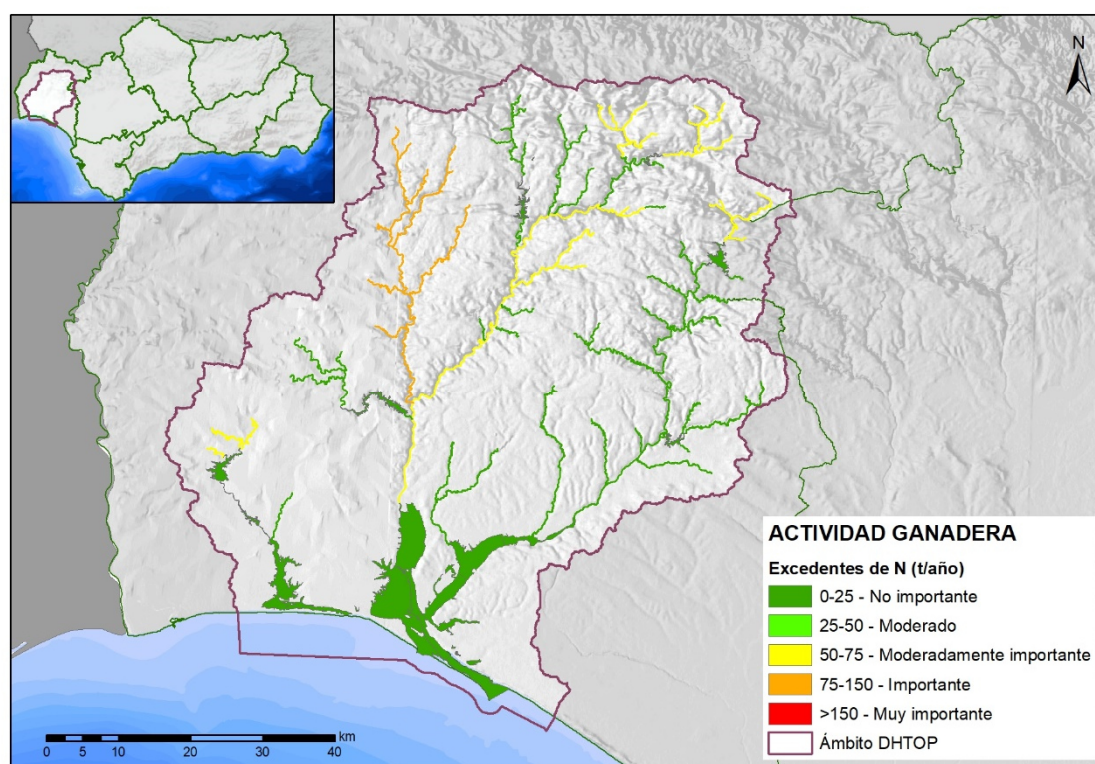 N
ACTIVIDAD GANADERA
Excedentes de N (t/año)
0-25 - No importante
25-50 - Moderado
50-75 - Moderadamente importante
75-150 - Importante
>150 - Muy importante
Ámbito DHTOP
km
0 5 10 20 30 40